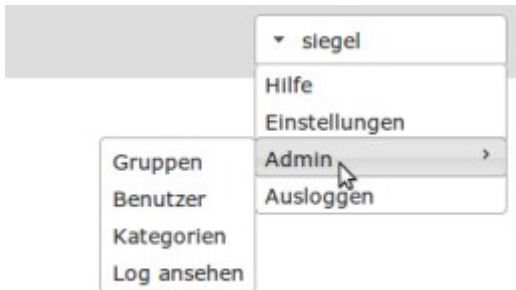 siegel
Hilfe
Einstellungen
Admin
Ausloggen
Gruppen
Benutzer
Kategorien
Log ansehen